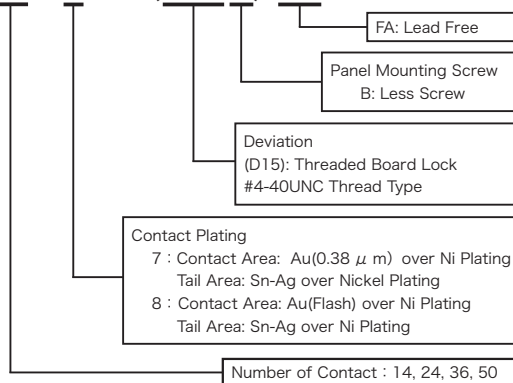 FA: Lead Free
Panel Mounting Screw
B: Less Screw
Deviation
(D15): Threaded Board Lock
#4-40UNC Thread Type
Contact Plating
7：Contact Area: Au(0.38 μ m）over Ni Plating
Tail Area: Sn-Ag over Nickel Plating
8：Contact Area: Au(Flash) over Ni Plating
Tail Area: Sn-Ag over Ni Plating
Number of Contact：14, 24, 36, 50